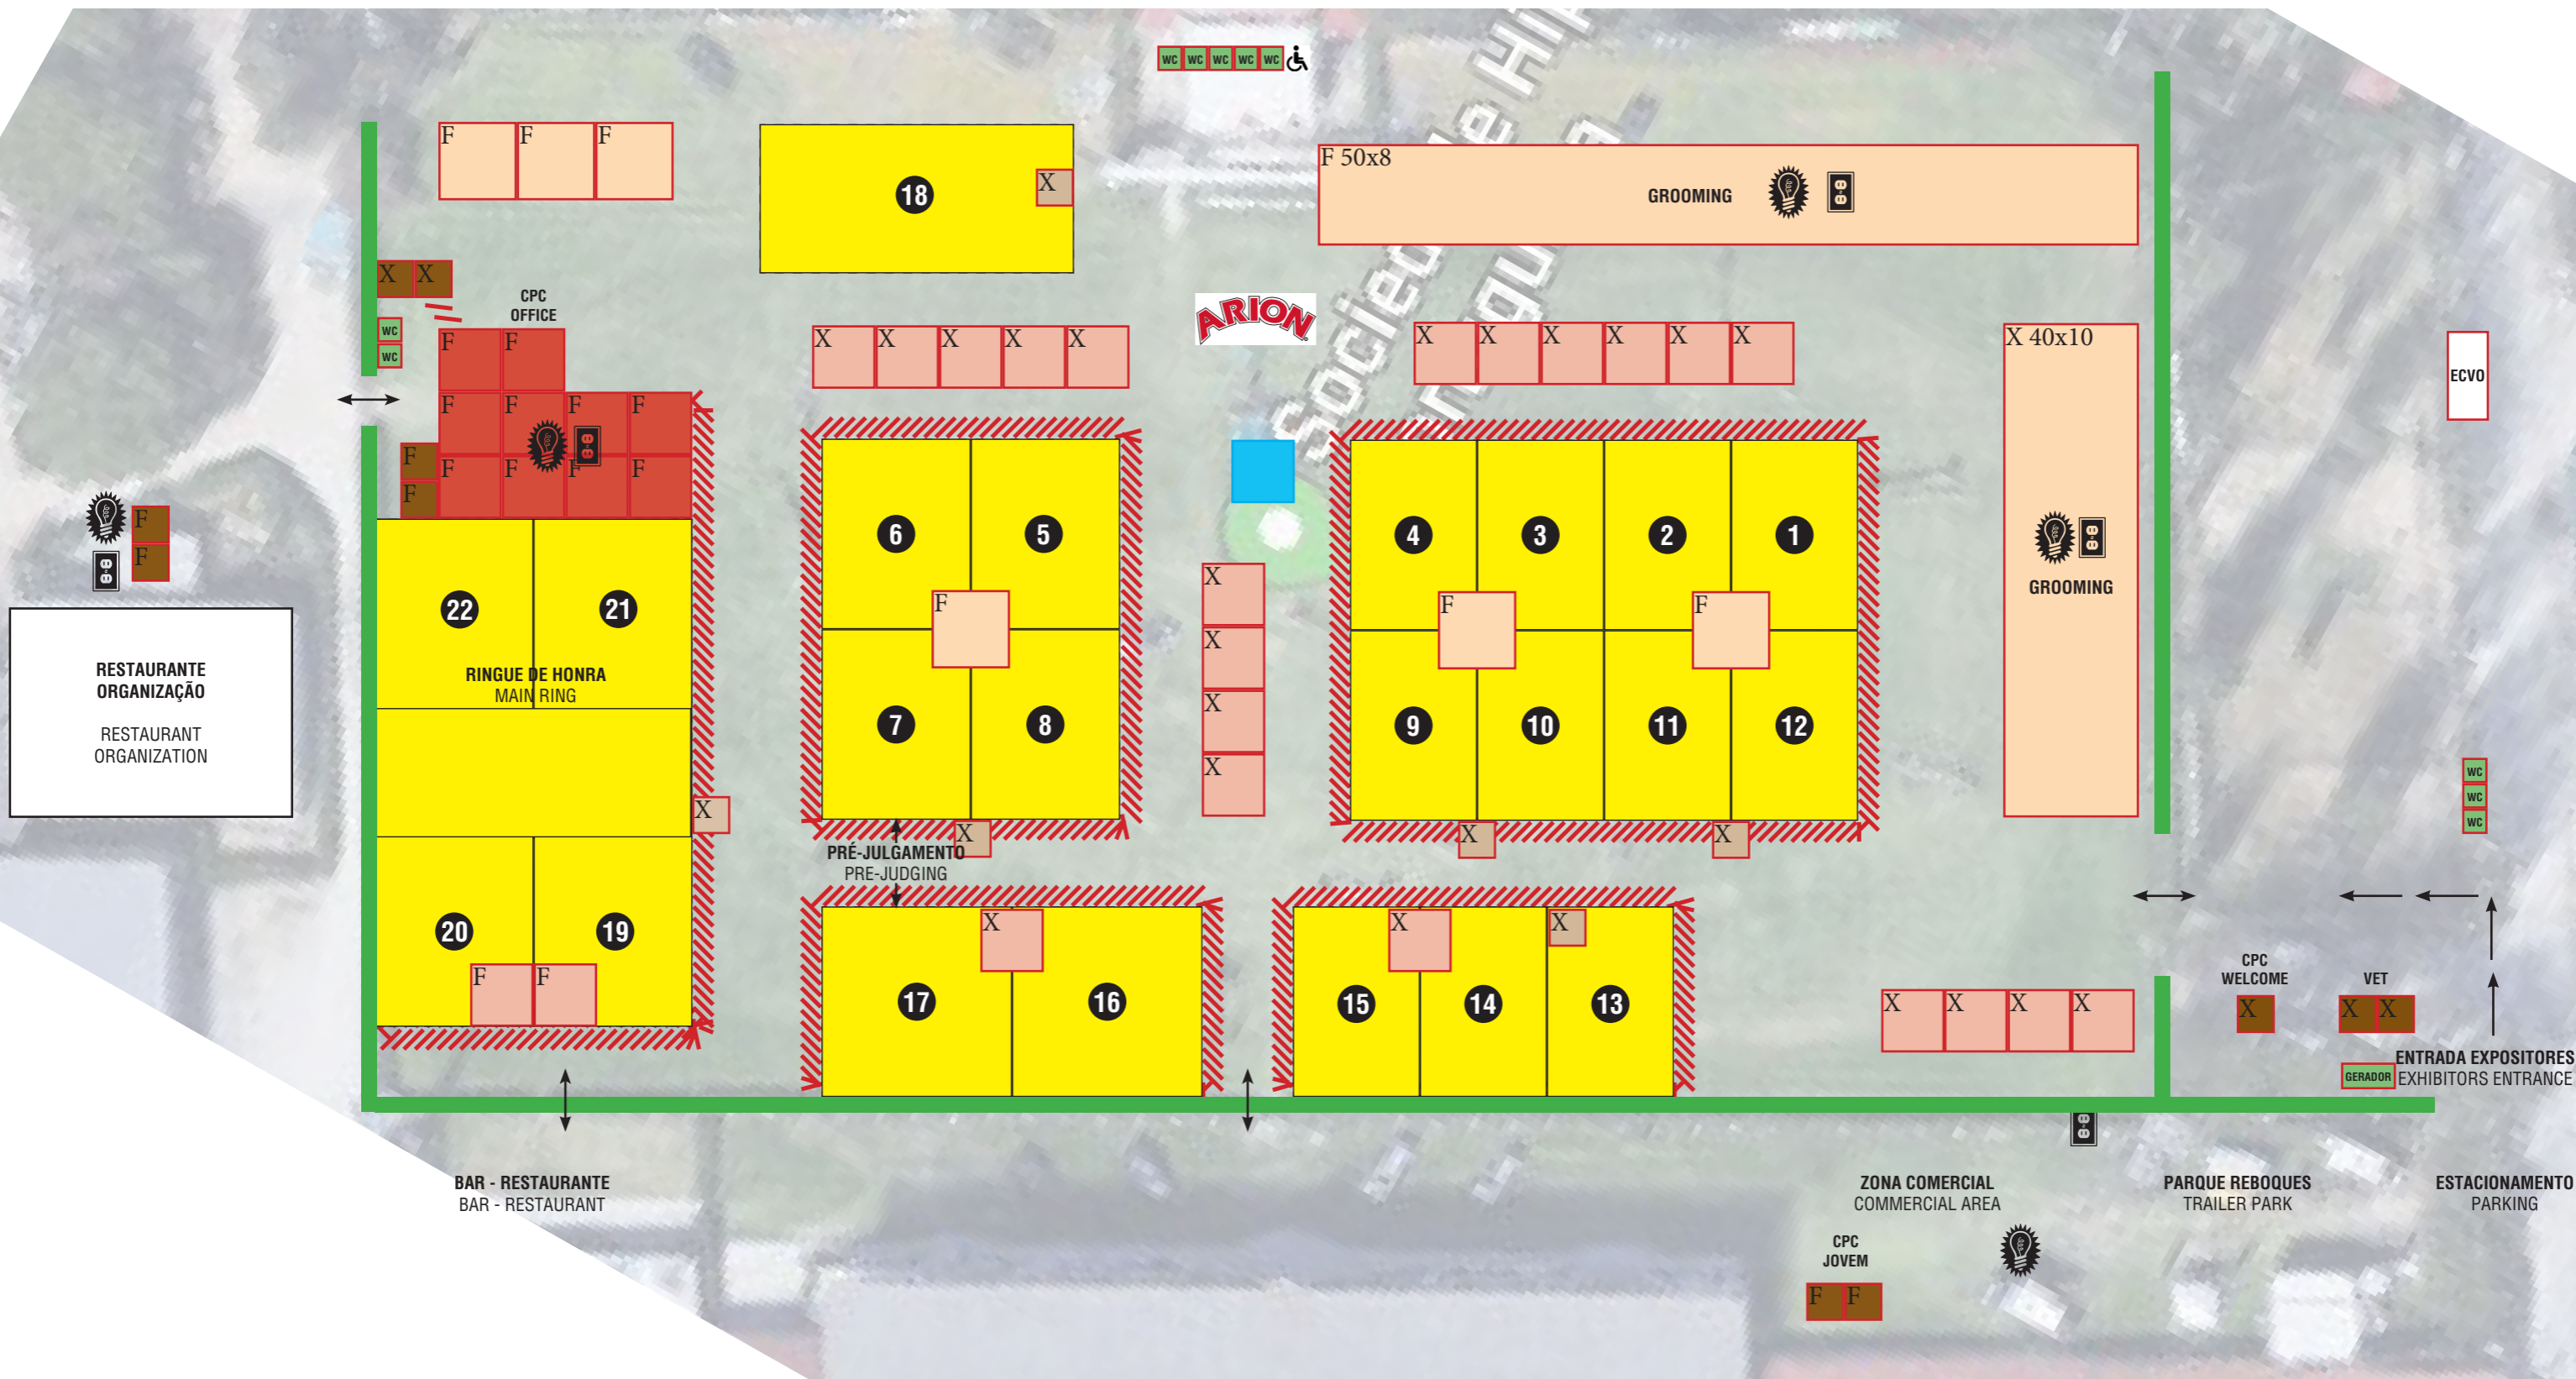 WC WC WC WC WC
F F F
18
X
F 50x8
GROOMING
Sociedade Híp
X X
CPC
OFFICE
WC
WC
ARION
F F
X X X X X
X X X X X X
X 40x10
ECVO
F F F F
F F F F F
F
F
F
6 5
4 3 2 1
X
X
X
X
F
F F
GROOMING
22 21
RESTAURANTE
ORGANIZAÇÃO
RESTAURANT
ORGANIZATION
RINGUE DE HONRA
MAIN RING
7 8
9 10 11 12
WC
WC
WC
X
X
X X
PRÉ-JULGAMENTO
PRE-JUDGING
20 19
F F
X
17 16
X X
15 14 13
X X X X
CPC
WELCOME
X
VET
X X
ENTRADA EXPOSITORES
EXHIBITORS ENTRANCE
GERADOR
BAR - RESTAURANTE
BAR - RESTAURANT
ZONA COMERCIAL
COMMERCIAL AREA
PARQUE REBOQUES
TRAILER PARK
ESTACIONAMENTO
PARKING
CPC
JOVEM
F F